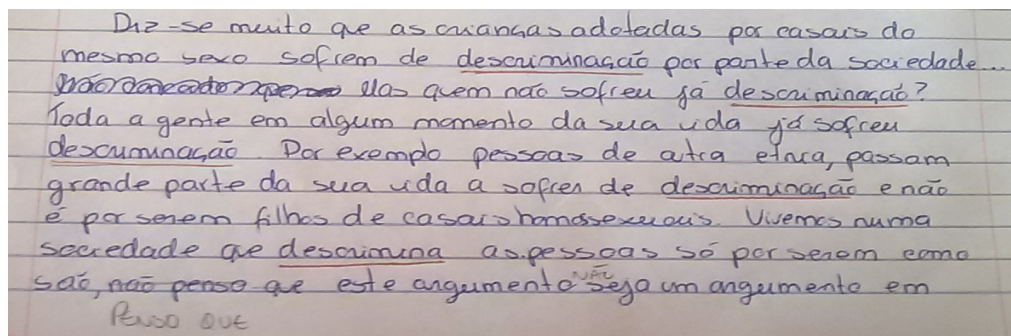 Diz-se muito que as crianças adotadas por casais do
mesmo sexo sofrem de descriminação por parte da sociedade...
Mas quem não sofreu já descriminação?
Toda a gente em algum momento da sua vida já sofreu
descriminação. Por exemplo pessoas de otra etnica, passam
grande parte da sua vida a sofrer de descriminação e não
é por serem filhos de casais homossexuais. Vivemos numa
sociedade que descrimina as pessoas só por serem como
são, não penso que este argumento NÃO seja um argumento em
PENSO QUE